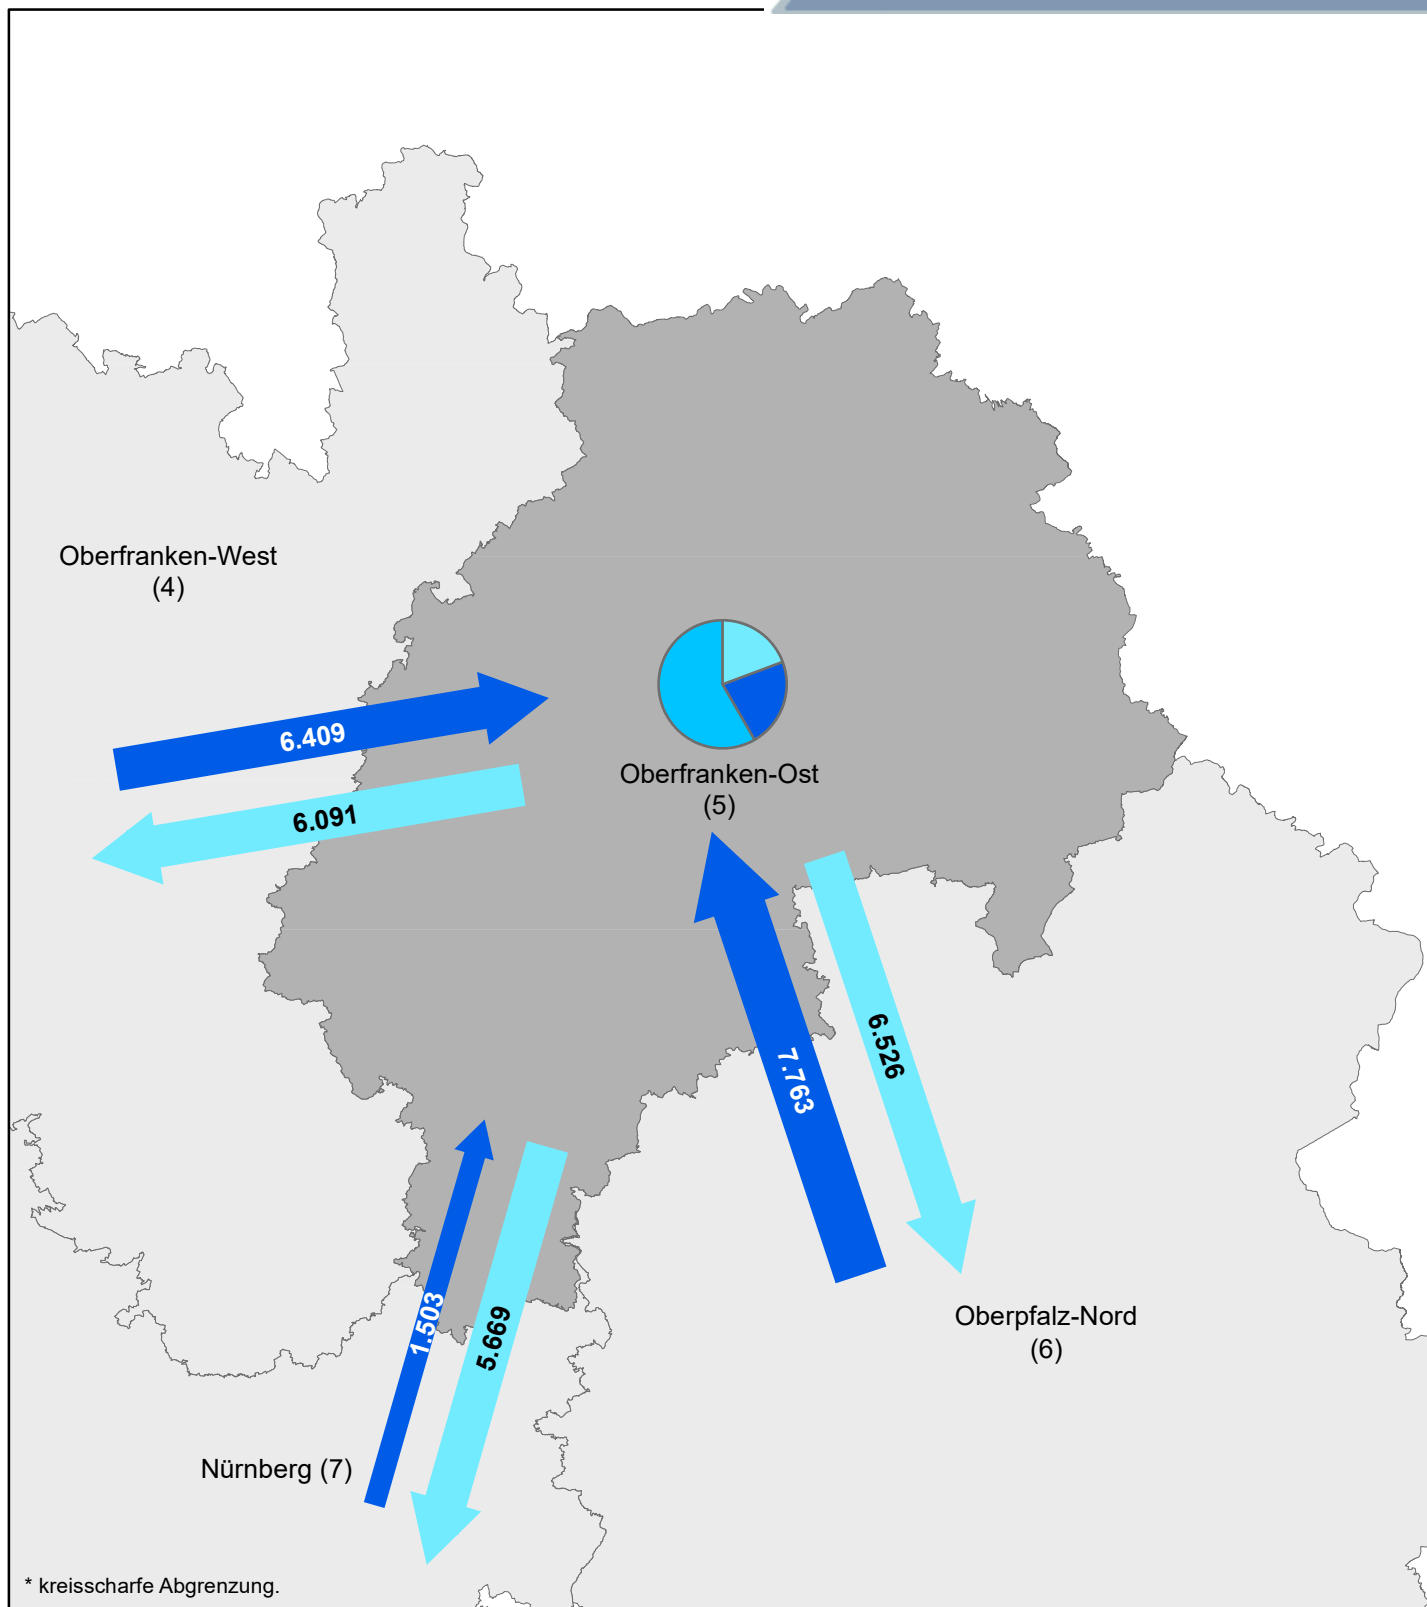 Oberfranken-West
(4)
6.409
6.091
Oberfranken-Ost
(5)
7.763
6.526
1.503
5.669
Oberpfalz-Nord
(6)
Nürnberg (7)
* kreisscharfe Abgrenzung.